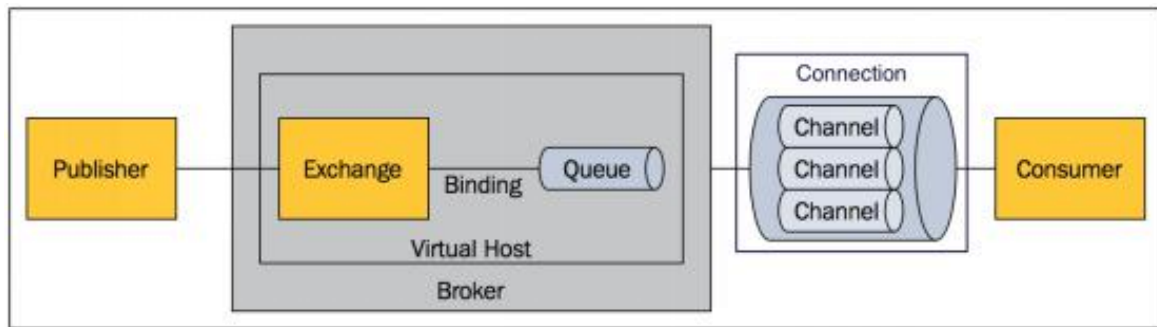 Publisher
Exchange
Binding
Queue
Virtual Host
Broker
Connection
Channel
Channel
Channel
Consumer